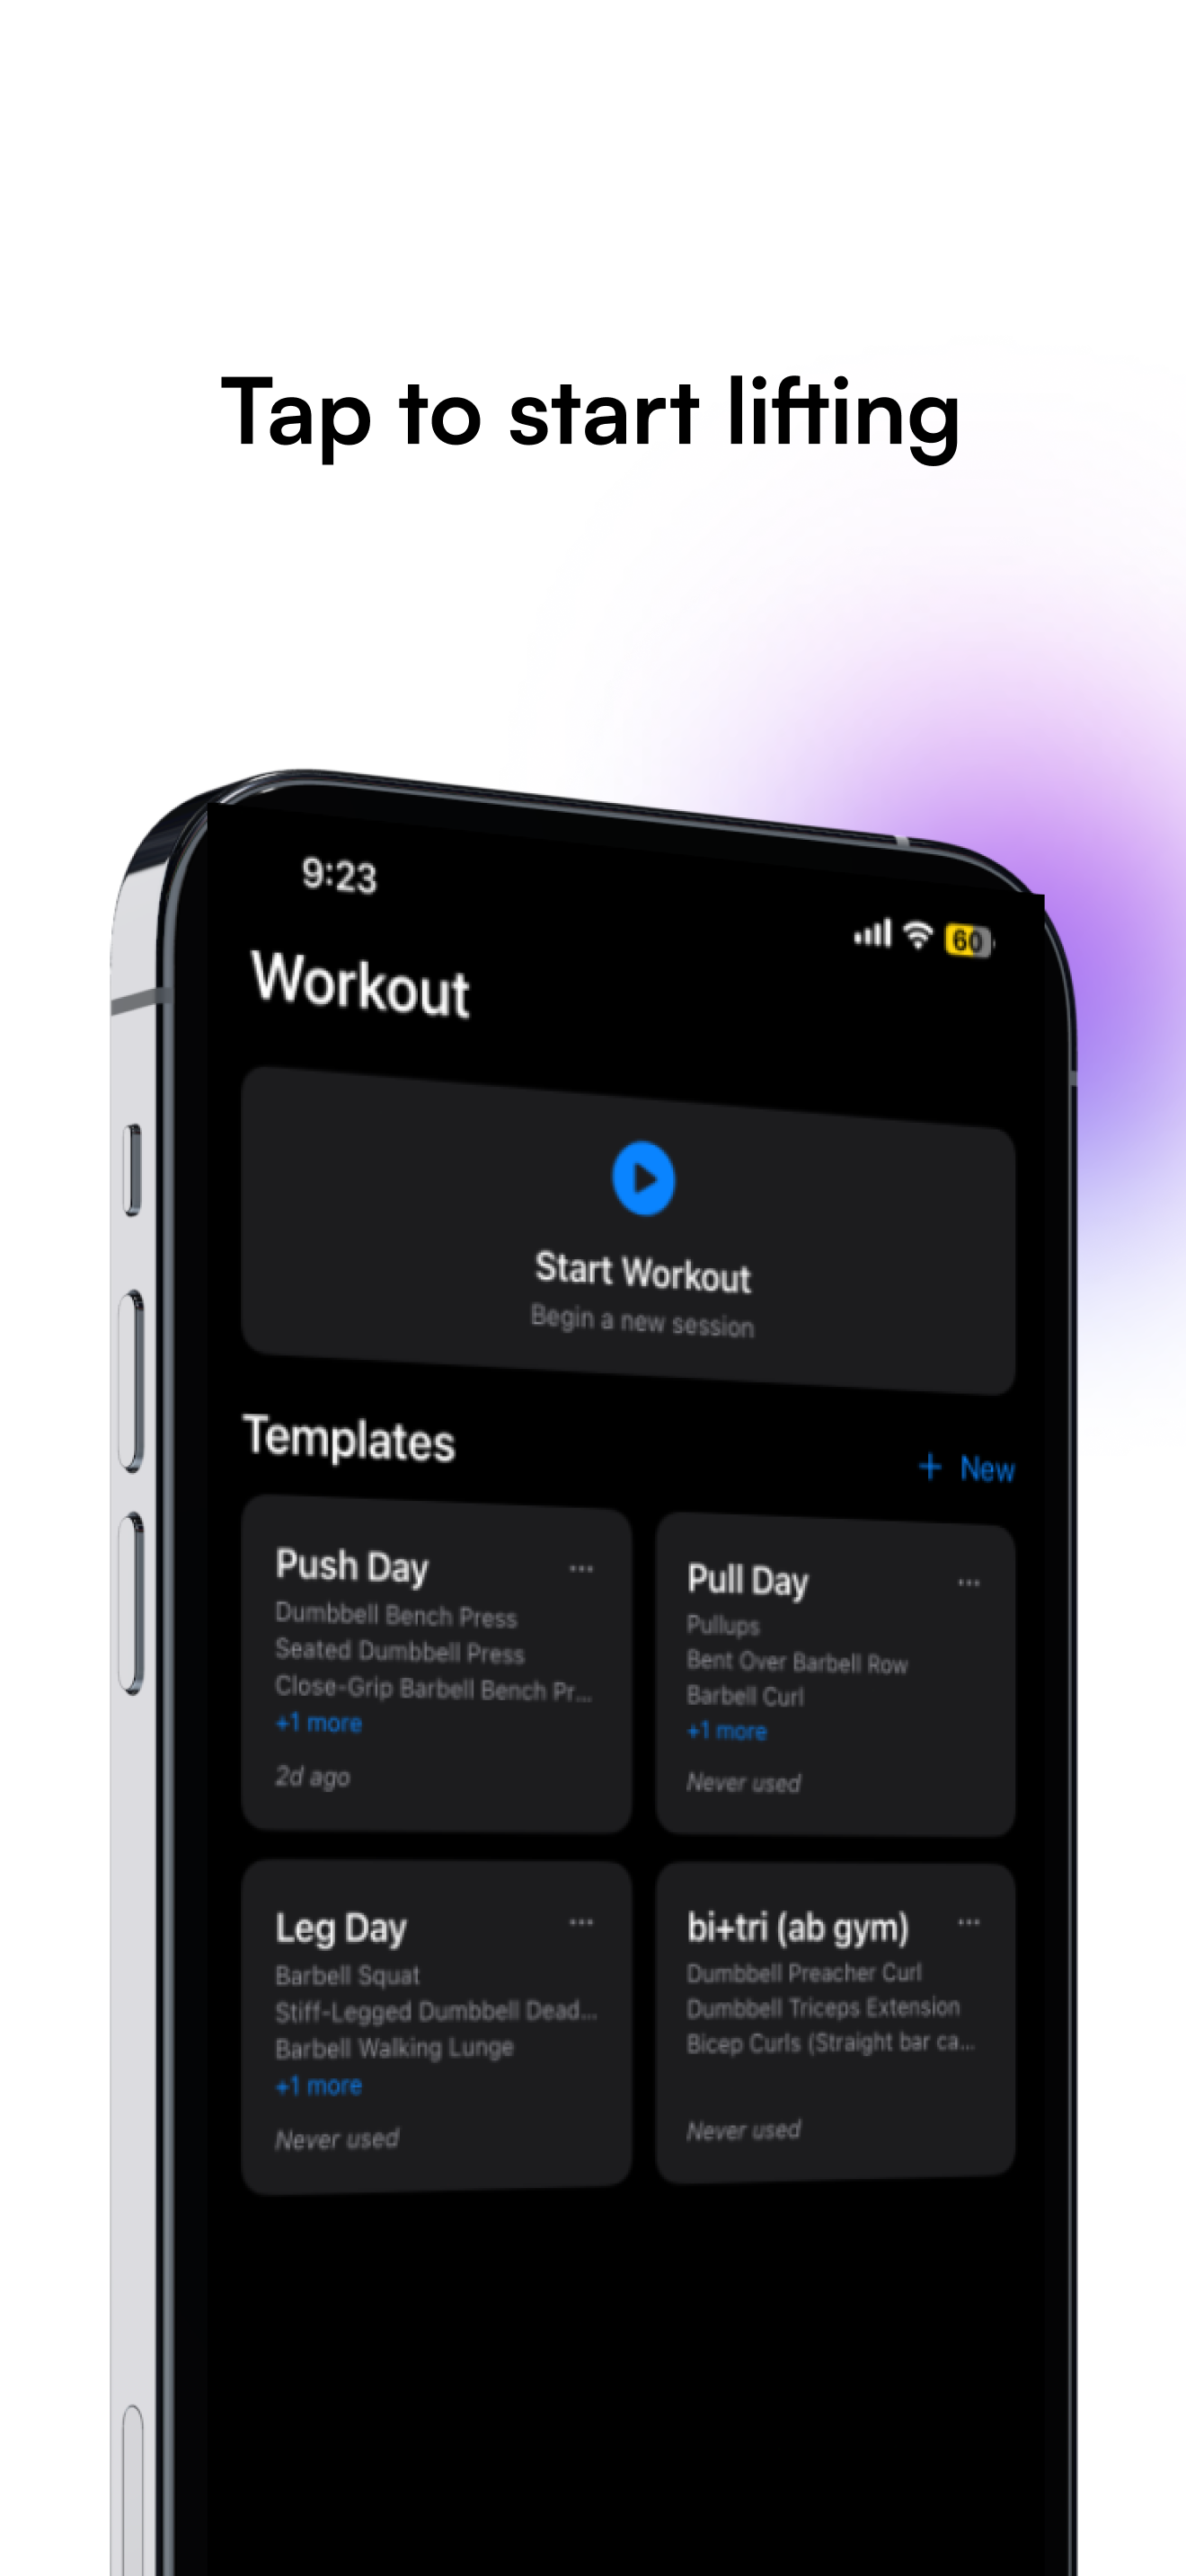 Tap to start lifting
9:23
60
Workout
Start Workout
Begin a new session
Templates
+ New
Push Day ...
Dumbbell Bench Press
Seated Dumbbell Press
Close-Grip Barbell Bench Pr...
+1 more
2d ago
Pull Day ...
Pullups
Bent Over Barbell Row
Barbell Curl
+1 more
Never used
Leg Day ...
Barbell Squat
Stiff-Legged Dumbbell Dead...
Barbell Walking Lunge
+1 more
Never used
bi+tri (ab gym) ...
Dumbbell Preacher Curl
Dumbbell Triceps Extension
Bicep Curls (Straight bar ca...
Never used